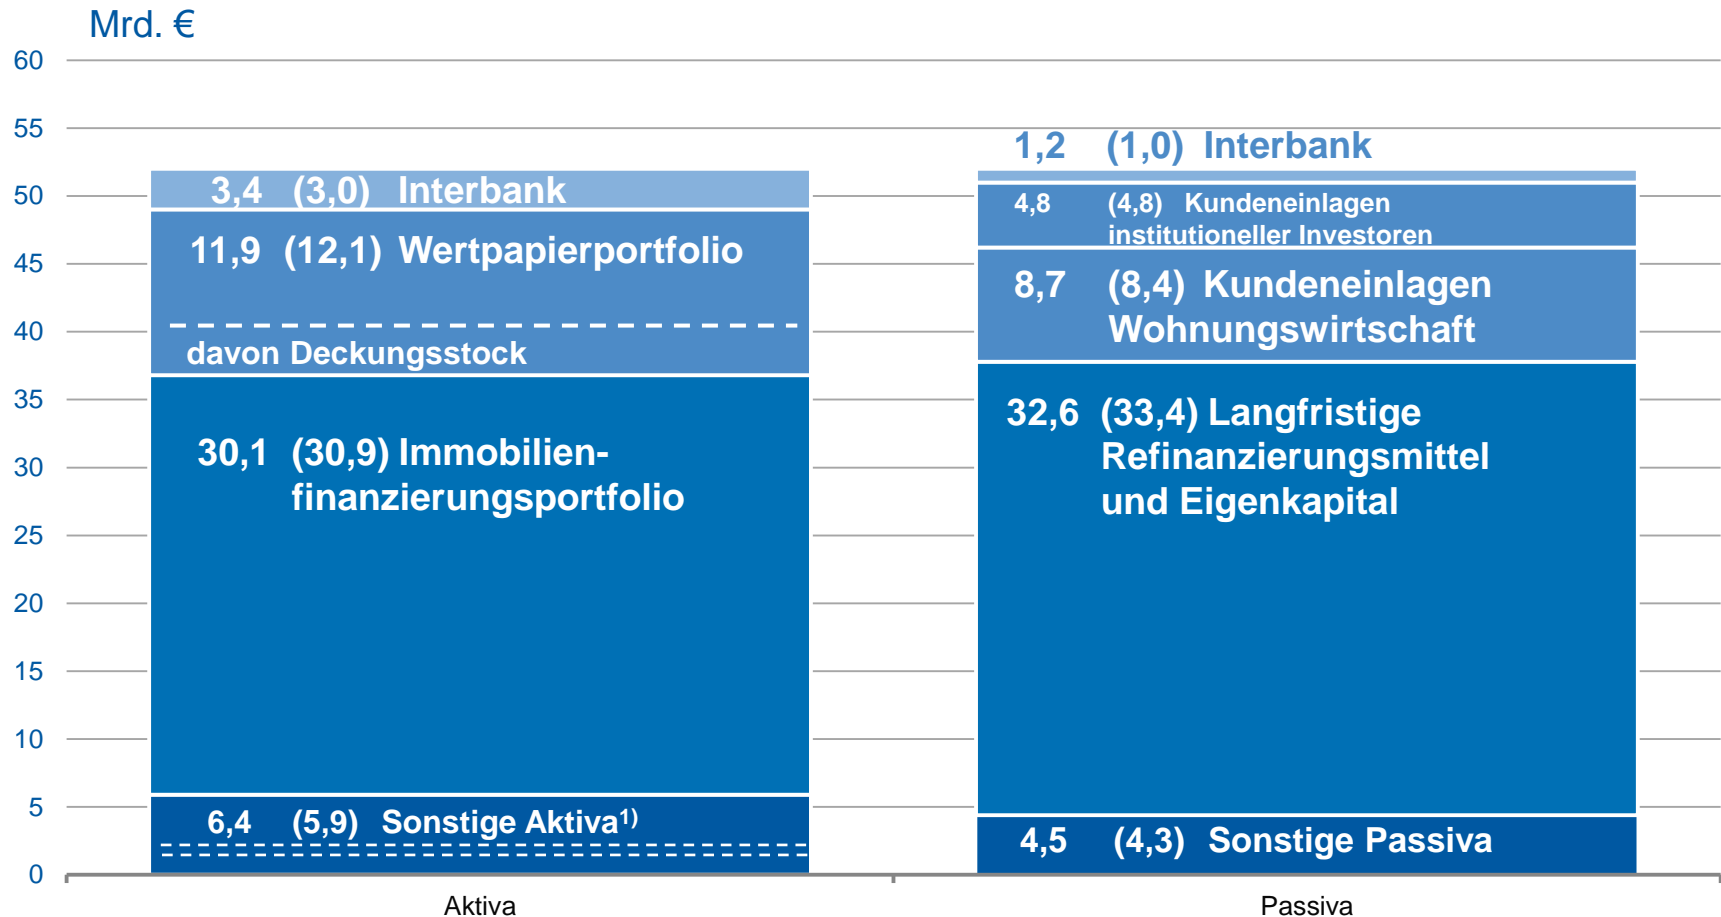 Mrd. €
60
55
50
45
40
35
30
25
20
15
10
5
0
3,4 (3,0) Interbank
11,9 (12,1) Wertpapierportfolio
davon Deckungsstock
30,1 (30,9) Immobilien-
finanzierungsportfolio
6,4 (5,9) Sonstige Aktiva¹⁾
Aktiva
1,2 (1,0) Interbank
4,8 (4,8) Kundeneinlagen
institutioneller Investoren
8,7 (8,4) Kundeneinlagen
Wohnungswirtschaft
32,6 (33,4) Langfristige
Refinanzierungsmittel
und Eigenkapital
4,5 (4,3) Sonstige Passiva
Passiva